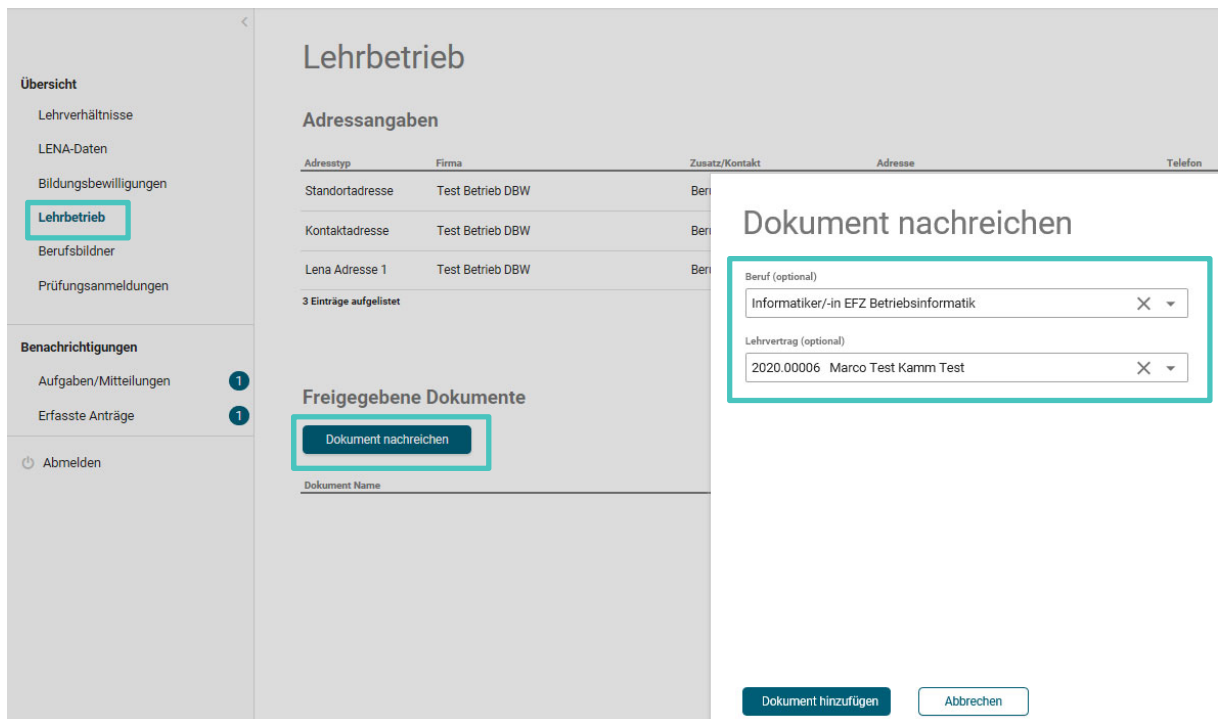 Übersicht
Lehrverhältnisse
LENA-Daten
Bildungsbewilligungen
Lehrbetrieb
Berufsbildner
Prüfungsanmeldungen
Benachrichtigungen
Aufgaben/Mitteilungen 1
Erfasste Anträge 1
Abmelden
Lehrbetrieb
Adressangaben
Adresstyp Firma Zusatz/Kontakt Adresse Telefon
Standortadresse Test Betrieb DBW
Kontaktadresse Test Betrieb DBW
Lena Adresse 1 Test Betrieb DBW
3 Einträge aufgelistet
Freigegebene Dokumente
Dokument nachreichen
Dokument Name
Dokument nachreichen
Beruf (optional)
Informatiker/-in EFZ Betriebsinformatik
Lehrvertrag (optional)
2020.00006 Marco Test Kamm Test
Dokument hinzufügen Abbrechen